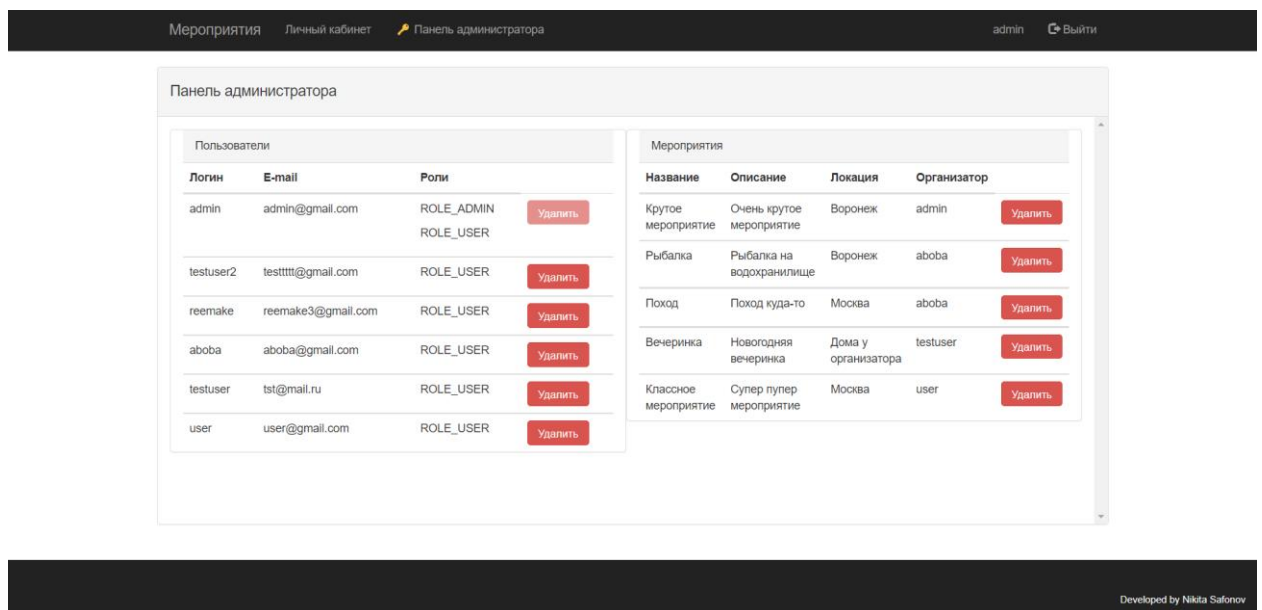 Мероприятия Личный кабинет Панель администратора admin Выйти
Панель администратора
Пользователи
Логин E-mail Роли
admin admin@gmail.com ROLE_ADMIN Удалить
ROLE_USER
testuser2 testtttt@gmail.com ROLE_USER Удалить
reemake reemake3@gmail.com ROLE_USER Удалить
aboba aboba@gmail.com ROLE_USER Удалить
testuser tst@mail.ru ROLE_USER Удалить
user user@gmail.com ROLE_USER Удалить
Мероприятия
Название Описание Локация Организатор
Крутое Очень крутое Воронеж admin Удалить
мероприятие мероприятие
Рыбалка Рыбалка на Воронеж aboba Удалить
водохранилище
Поход Поход куда-то Москва aboba Удалить
Вечеринка Новогодняя Дома у testuser Удалить
вечеринка организатора
Классное Супер пупер Москва user Удалить
мероприятие мероприятие
Developed by Nikita Safonov